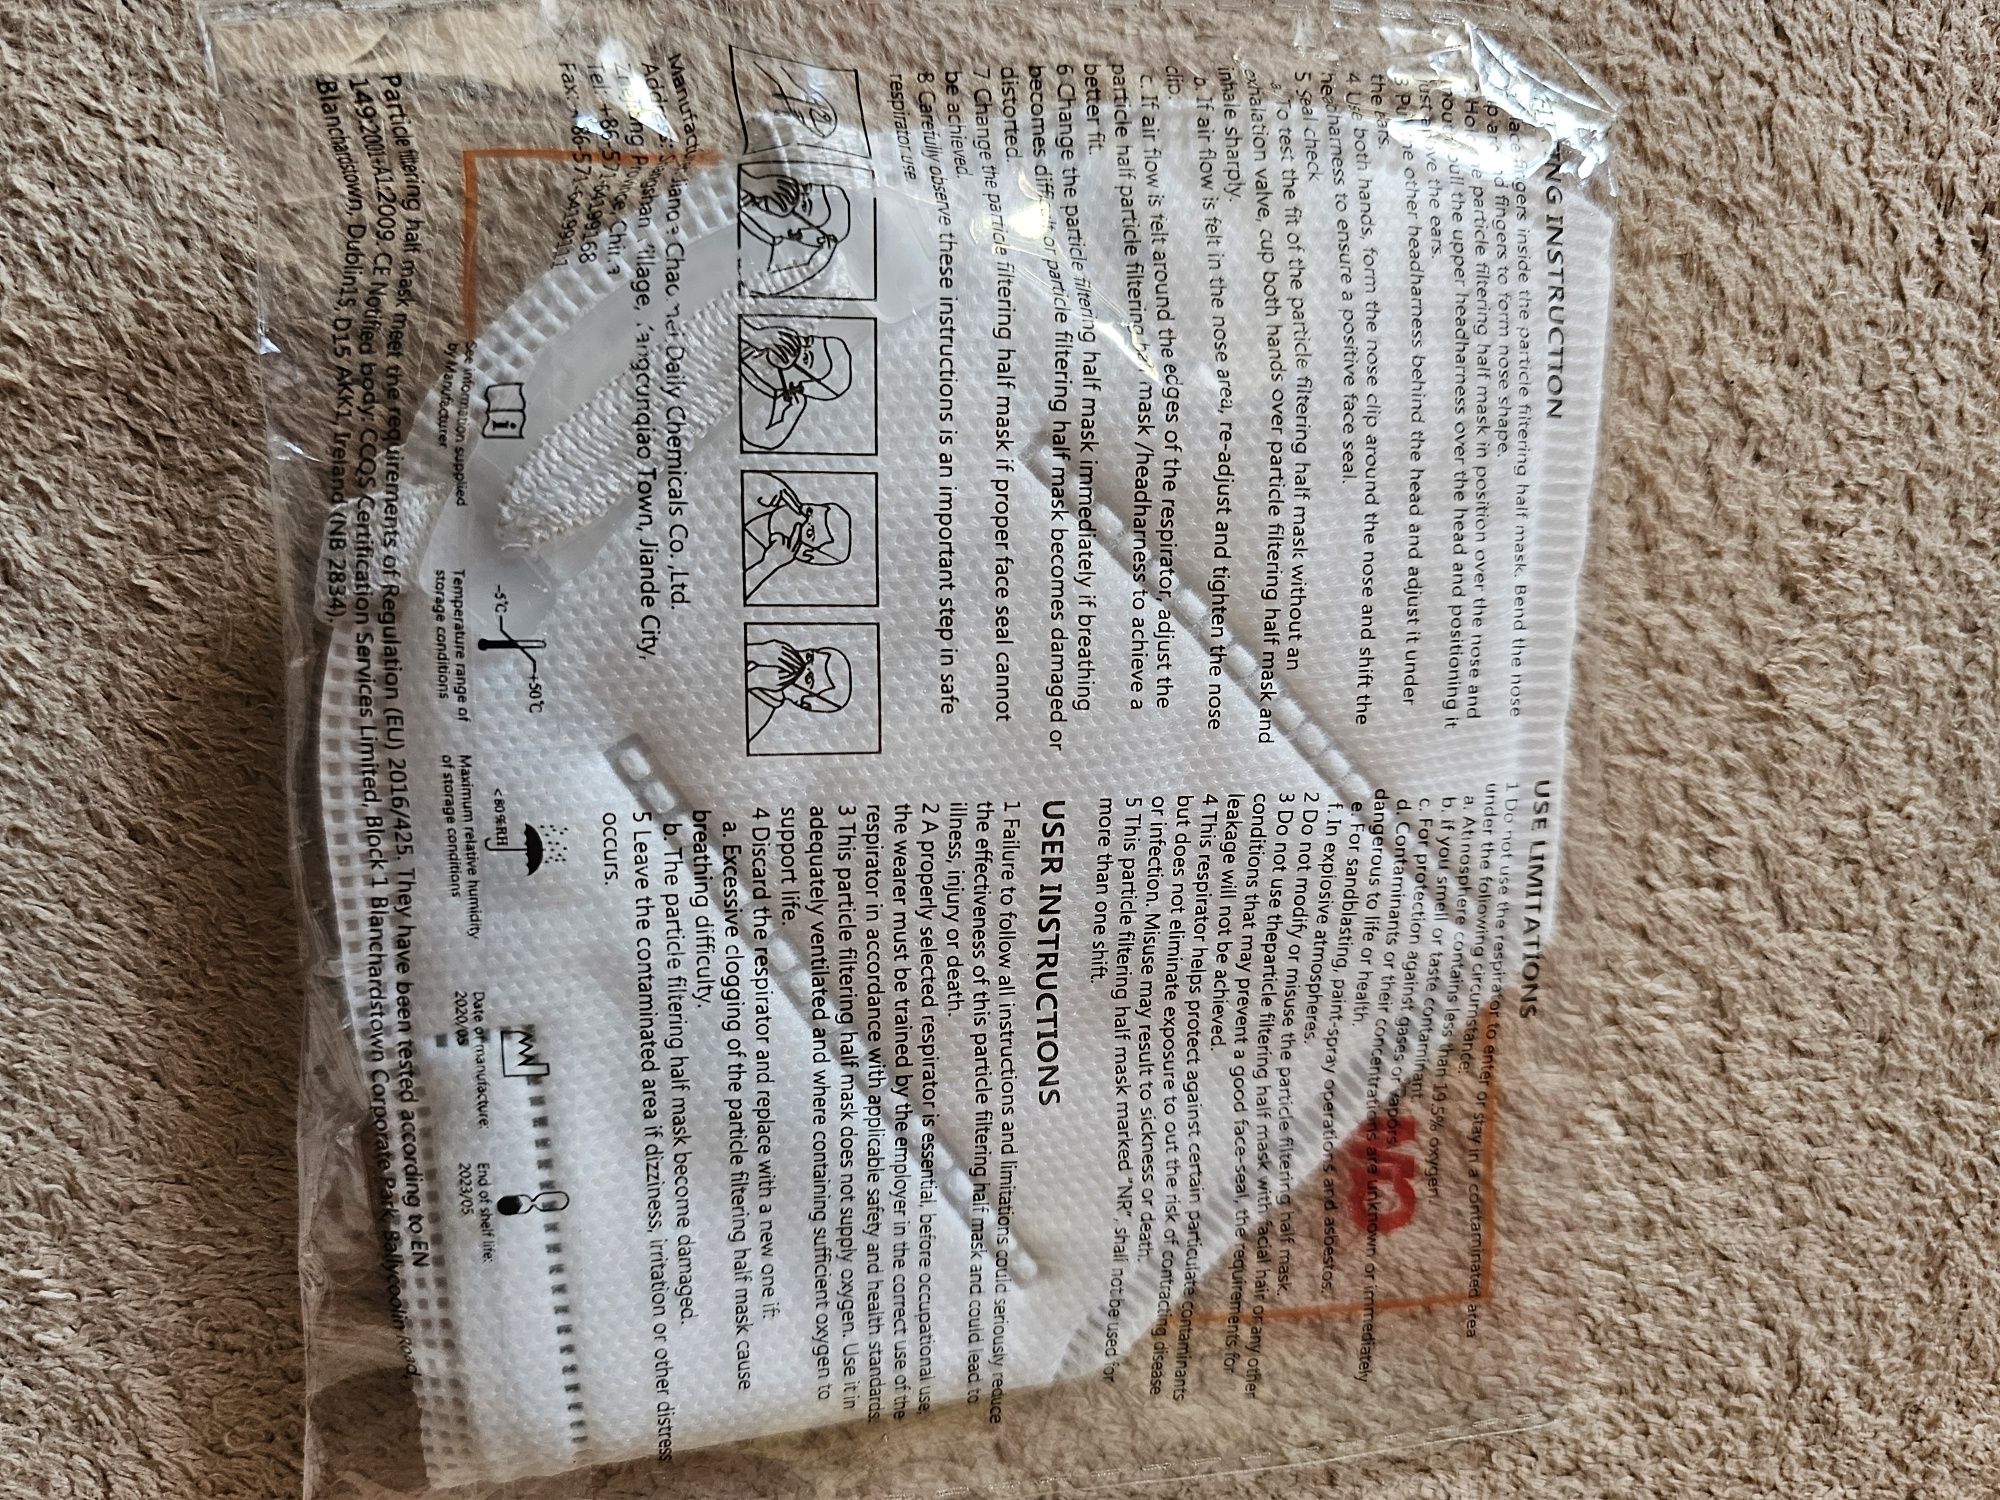 NG INSTRUCTION
fingers inside the particle filtering half mask. Bend the nose
fingers to form nose shape.
particle filtering half mask in position over the nose and
pull the upper headharness over the head and positioning it
the ears.
other headharness behind the head and adjust it under
the ears.
4 both hands, form the nose clip around the nose and shift the
headharness to ensure a positive face seal.
5 seal check
a. To test the fit of the particle filtering half mask without an
exhalation valve, cup both hands over particle filtering half mask and
inhale sharply.
b. If air flow is felt in the nose area, re-adjust and tighten the nose
clip.
c. If air flow is felt around the edges of the respirator, adjust the
particle half particle filtering half mask /headharness to achieve a
better fit.
6 Change the particle filtering half mask immediately if breathing
becomes difficult or particle filtering half mask becomes damaged or
distorted.
7 Change the particle filtering half mask if proper face seal cannot
be achieved.
8 Carefully observe these instructions is an important step in safe
respirator use
Daily Chemicals Co.,Ltd.
Village, Yangcunqiao Town, Jiande City,
Zhejiang Province, China
Tel: +86-571-64199168
USE LIMITATIONS
1 Do not use the respirator to enter or stay in a contaminated area
under the following circumstance:
a. Atmosphere contains less than 19.5% oxygen.
b. if you smell or taste contaminant.
c. For protection against gases or vapors.
d. Contaminants or their concentrations are unknown or immediately
dangerous to life or health.
e. For sandblasting, paint-spray operations and asbestos.
f. In explosive atmospheres.
2 Do not modify or misuse the particle filtering half mask.
3 Do not use theparticle filtering half mask with facial hair or any other
conditions that may prevent a good face-seal, the requirements for
leakage will not be achieved.
4 This respirator helps protect against certain particulate contaminants
but does not eliminate exposure to out the risk of contracting disease
or infection. Misuse may result to sickness or death.
5 This particle filtering half mask marked "NR", shall not be used for
more than one shift.
USER INSTRUCTIONS
1 Failure to follow all instructions and limitations could seriously reduce
the effectiveness of this particle filtering half mask and could lead to
illness, injury or death.
2 A properly selected respirator is essential, before occupational use,
the wearer must be trained by the employer in the correct use of the
respirator in accordance with applicable safety and health standards.
3 This particle filtering half mask does not supply oxygen. Use it in
adequately ventilated and where containing sufficient oxygen to
support life.
4 Discard the respirator and replace with a new one if:
a. Excessive clogging of the particle filtering half mask cause
breathing difficulty.
b. The particle filtering half mask become damaged.
5 Leave the contaminated area if dizziness, irritation or other distress
occurs.
i
-5°C
+50°C
<80%RH
See information supplied
by Manufacturer
Temperature range of
storage conditions
Maximum relative humidity
of storage conditions
Date of manufacture:
2020/05
End of shelf life:
2023/05
Particle filtering half mask meet the requirements of Regulation (EU) 2016/425. They have been tested according to EN
149:2001+A1:2009. CE Notified body: CCQS Certification Services Limited, Block 1 Blanchardstown Corporate Park, Ballycoolin Road,
Blanchardstown, Dublin15, D15 AKK1, Ireland (NB 2834).